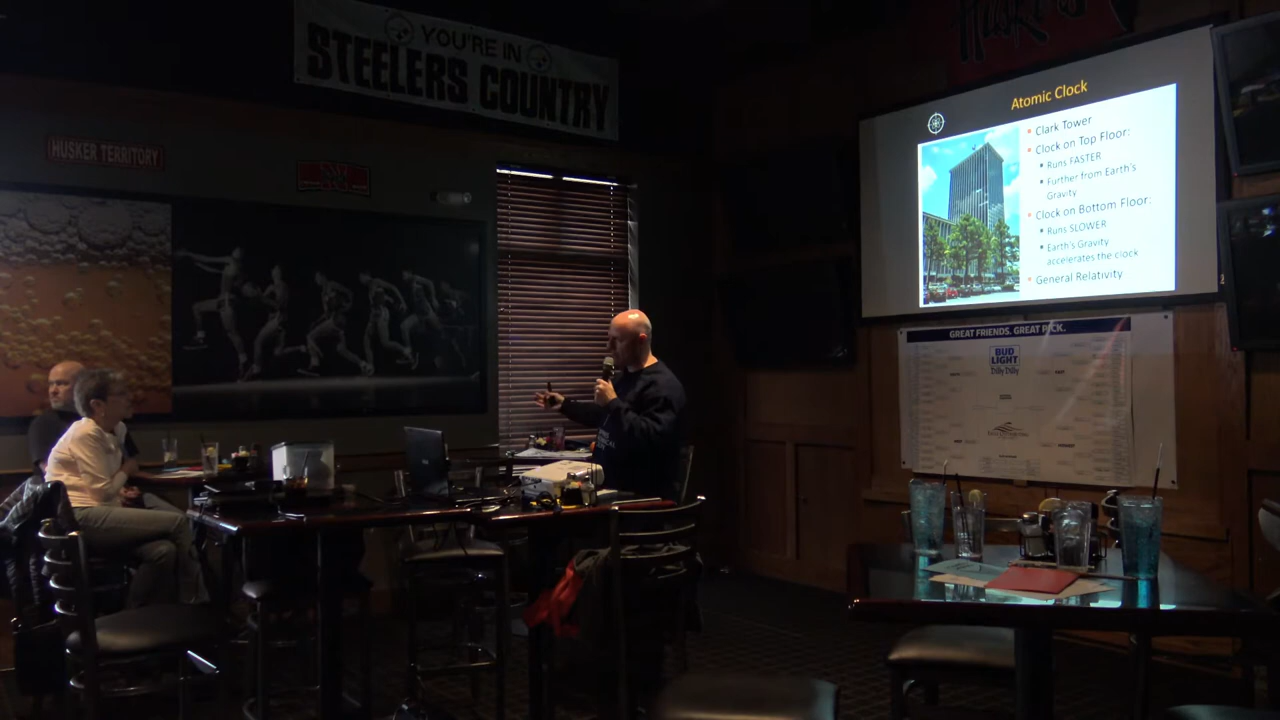 YOU'RE IN
STEELERS COUNTRY
Huskers
HUSKER TERRITORY
Atomic Clock
Clark Tower
Clock on Top Floor:
Runs FASTER
Further from Earth's
Gravity
Clock on Bottom Floor:
Runs SLOWER
Earth's Gravity
accelerates the clock
General Relativity
GREAT FRIENDS. GREAT PICK.
BUD
LIGHT
Dilly Dilly